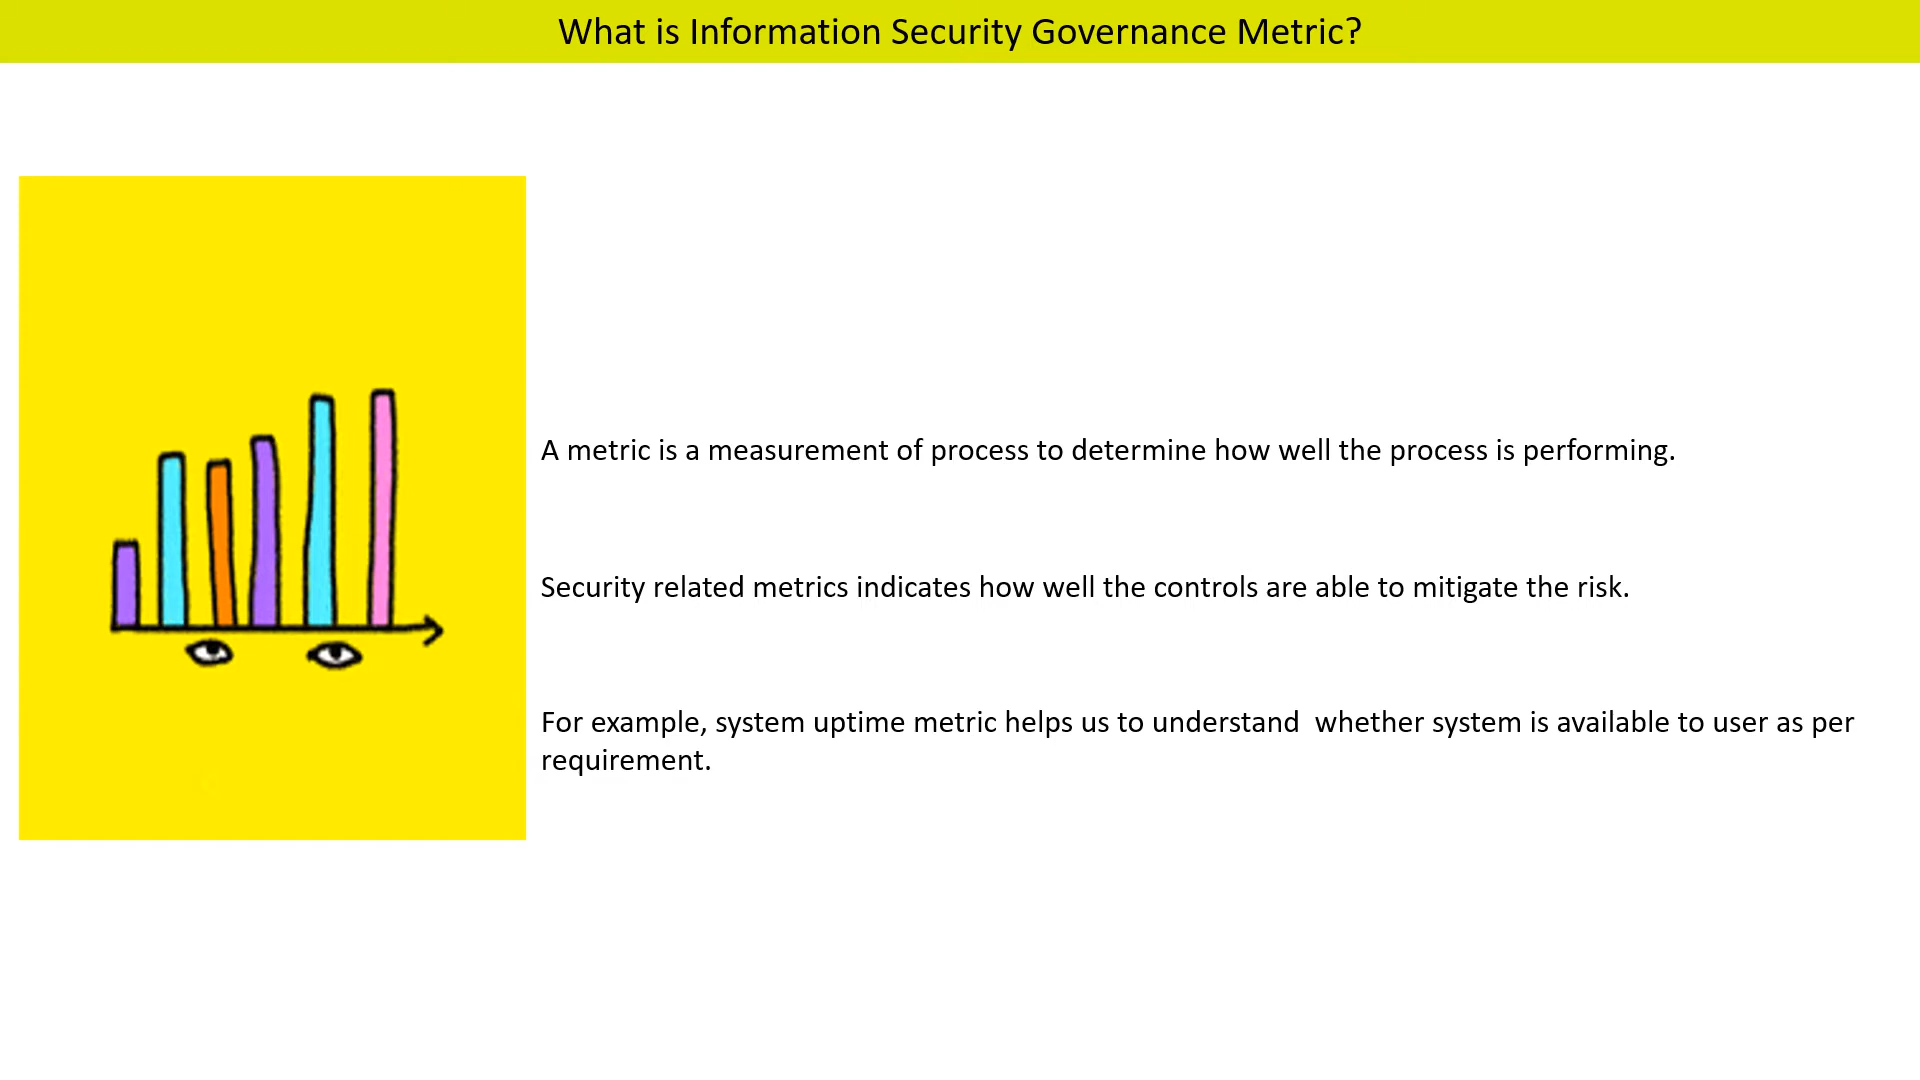 What is Information Security Governance Metric?
A metric is a measurement of process to determine how well the process is performing.
Security related metrics indicates how well the controls are able to mitigate the risk.
For example, system uptime metric helps us to understand  whether system is available to user as per
requirement.